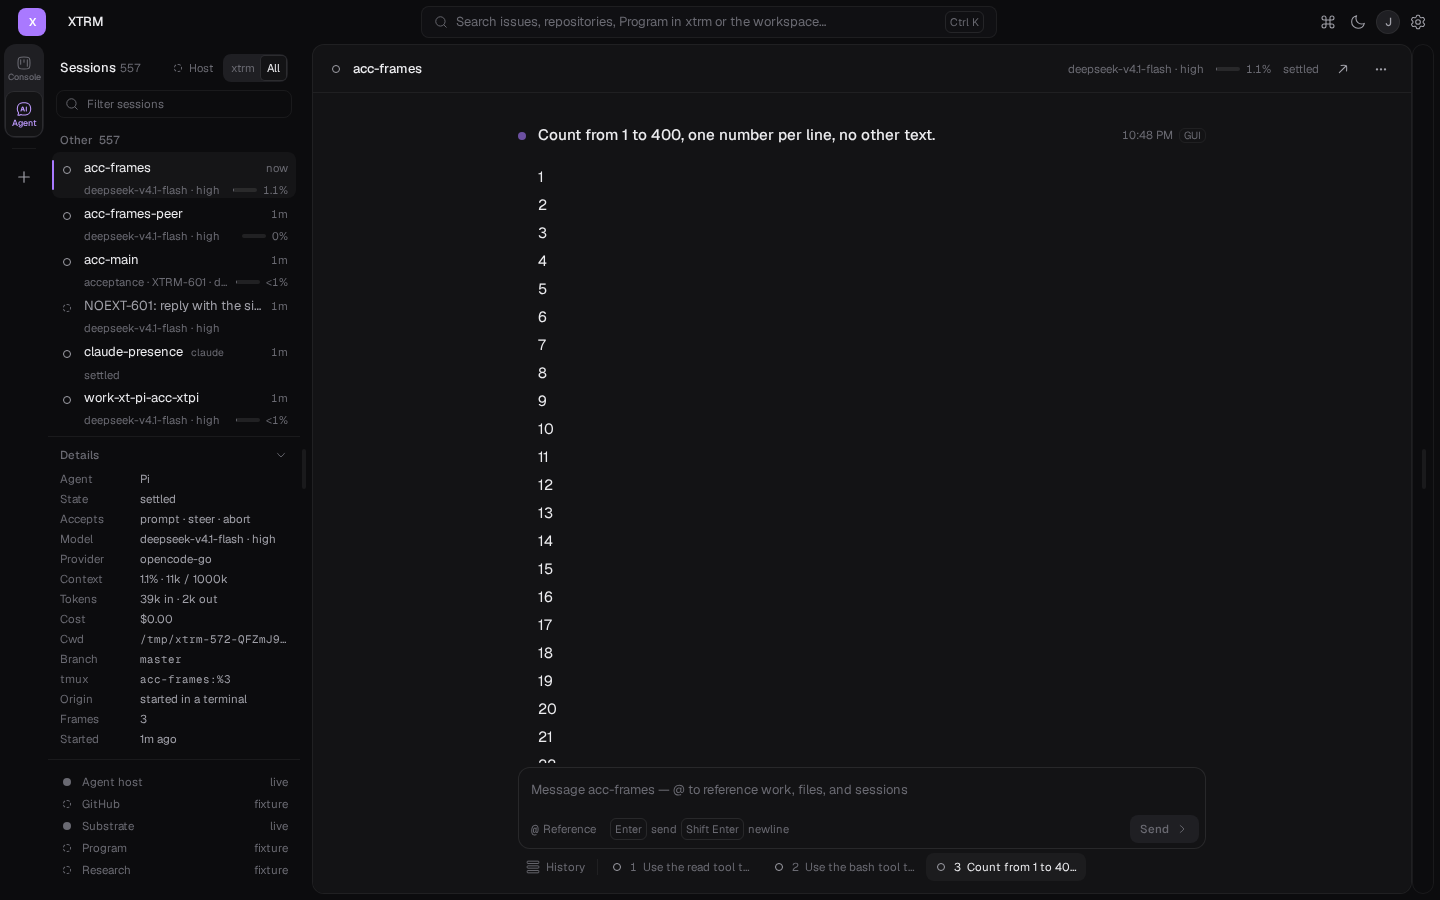 X XTRM Search issues, repositories, Program in xtrm or the workspace... Ctrl K J
Console
AI
Agent
Sessions 557 Host xtrm All
Filter sessions
Other 557
acc-frames now
deepseek-v4.1-flash · high 1.1%
acc-frames-peer 1m
deepseek-v4.1-flash · high 0%
acc-main 1m
acceptance · XTRM-601 · d... <1%
NOEXT-601: reply with the si... 1m
deepseek-v4.1-flash · high
claude-presence claude 1m
settled
work-xt-pi-acc-xtpi 1m
deepseek-v4.1-flash · high <1%
Details
Agent Pi
State settled
Accepts prompt · steer · abort
Model deepseek-v4.1-flash · high
Provider opencode-go
Context 1.1% · 11k / 1000k
Tokens 39k in · 2k out
Cost $0.00
Cwd /tmp/xtrm-572-QFZmJ9...
Branch master
tmux acc-frames:%3
Origin started in a terminal
Frames 3
Started 1m ago
Agent host live
GitHub fixture
Substrate live
Program fixture
Research fixture
acc-frames deepseek-v4.1-flash · high 1.1% settled
Count from 1 to 400, one number per line, no other text. 10:48 PM GUI
1
2
3
4
5
6
7
8
9
10
11
12
13
14
15
16
17
18
19
20
21
22
Message acc-frames — @ to reference work, files, and sessions
@ Reference Enter send Shift Enter newline Send
History 1 Use the read tool t... 2 Use the bash tool t... 3 Count from 1 to 40...